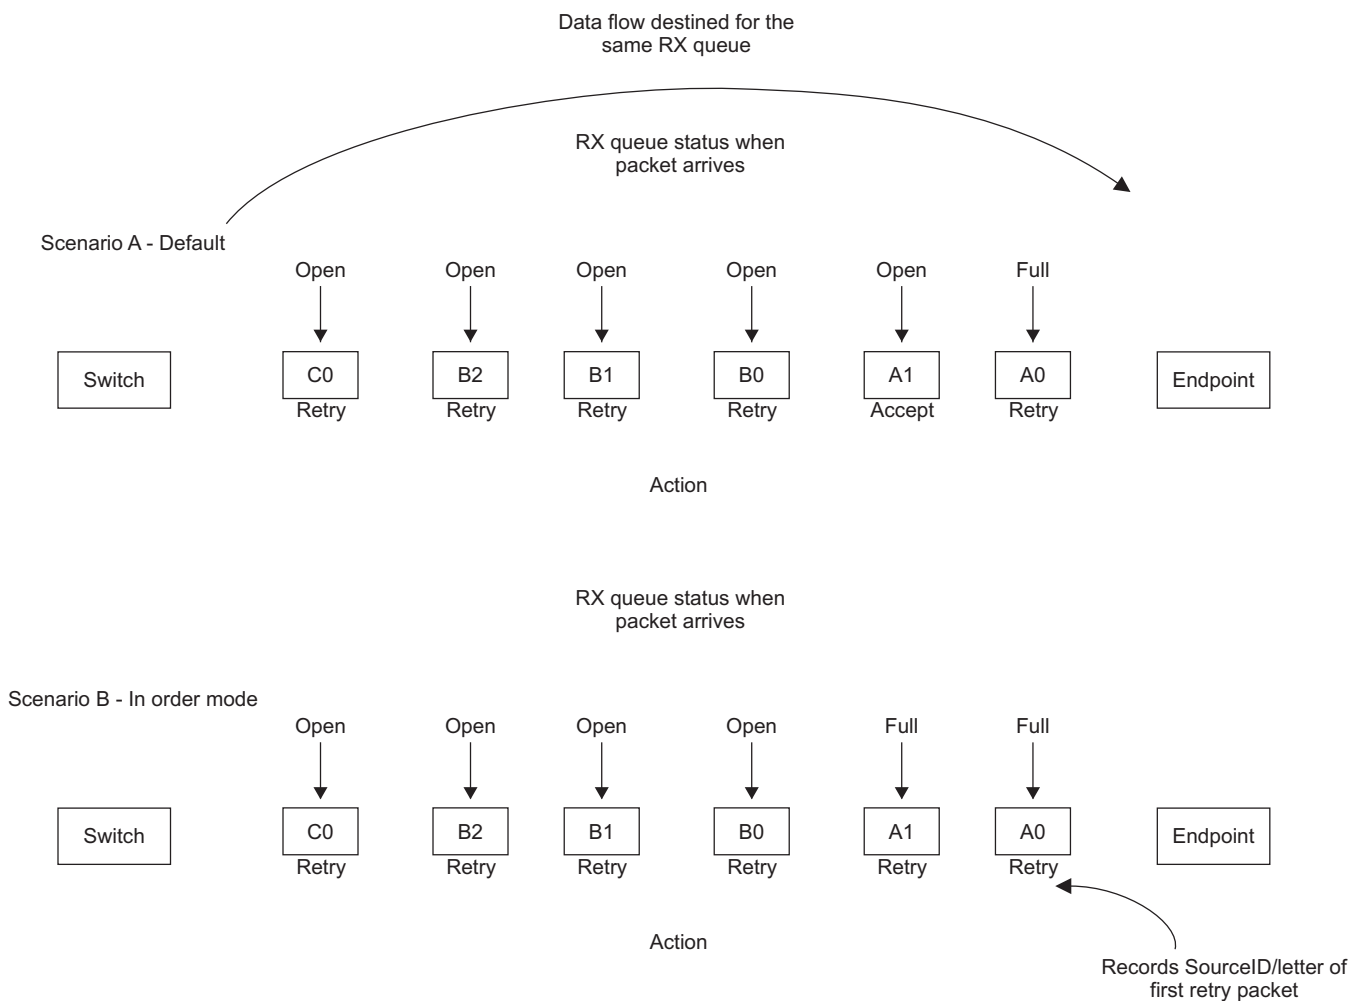 Data flow destined for the
same RX queue
RX queue status when
packet arrives
Scenario A - Default
Open Open Open Open Open Full
Switch C0 B2 B1 B0 A1 A0 Endpoint
Retry Retry Retry Retry Accept Retry
Action
RX queue status when
packet arrives
Scenario B - In order mode
Open Open Open Open Full Full
Switch C0 B2 B1 B0 A1 A0 Endpoint
Retry Retry Retry Retry Retry Retry
Action
Records SourceID/letter of
first retry packet